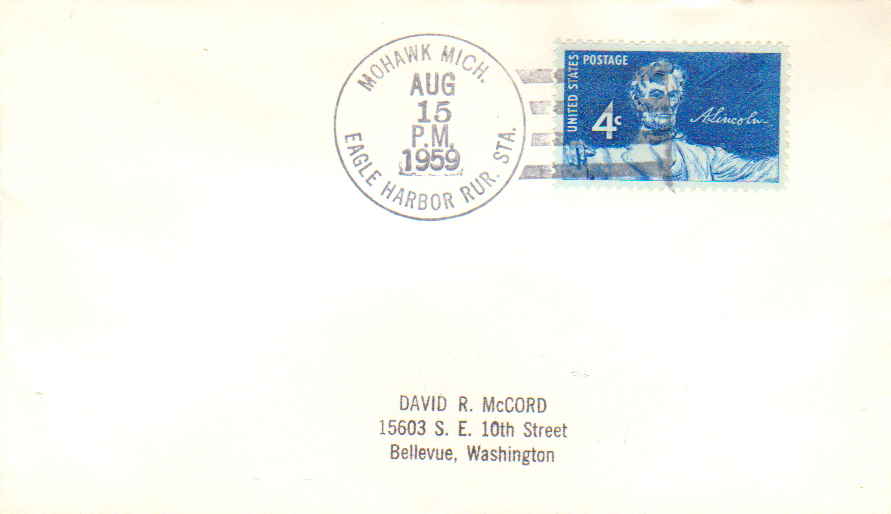 MOHAWK MICH.
AUG
15
P.M.
1959
EAGLE HARBOR RUR. STA.
UNITED STATES POSTAGE
4c
A. Lincoln
DAVID R. McCORD
15603 S. E. 10th Street
Bellevue, Washington